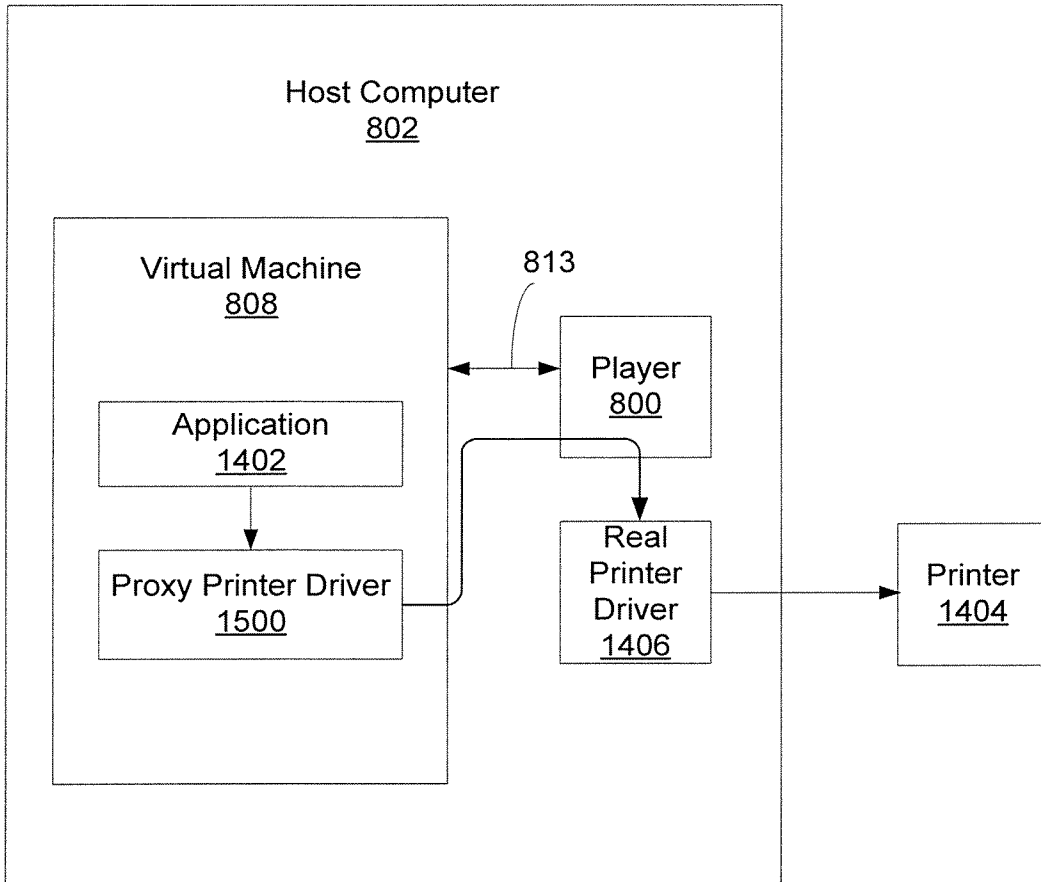 Host Computer
802
Virtual Machine
808
813
Player
800
Application
1402
Proxy Printer Driver
1500
Real
Printer
Driver
1406
Printer
1404